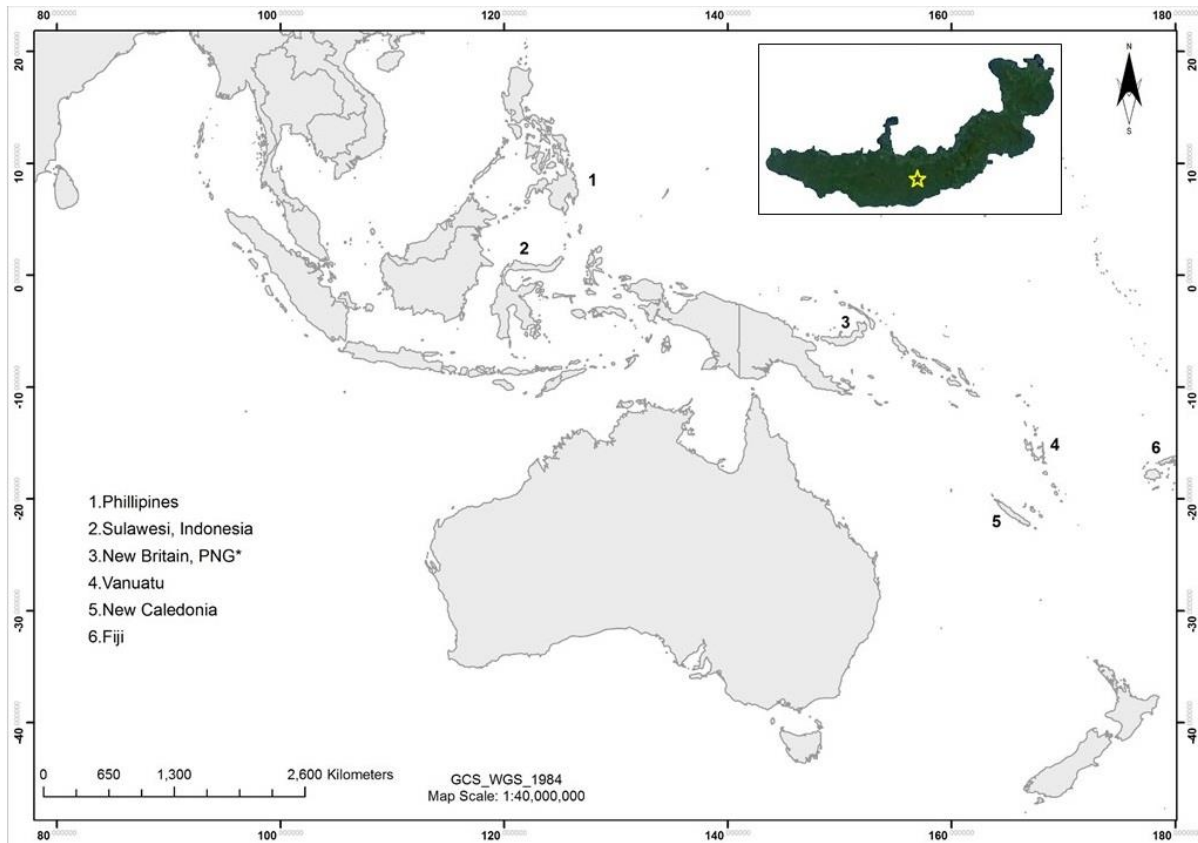 80 100 120 140 160 180
N
S
20 20
10 10
1
2
0 0
3
-10 -10
4
6
5
-20 -20
1.Phillipines
2.Sulawesi, Indonesia
3.New Britain, PNG*
4.Vanuatu
5.New Caledonia
6.Fiji
-30 -30
-40 -40
0 650 1,300 2,600 Kilometers
GCS_WGS_1984
Map Scale: 1:40,000,000
80 100 120 140 160 180